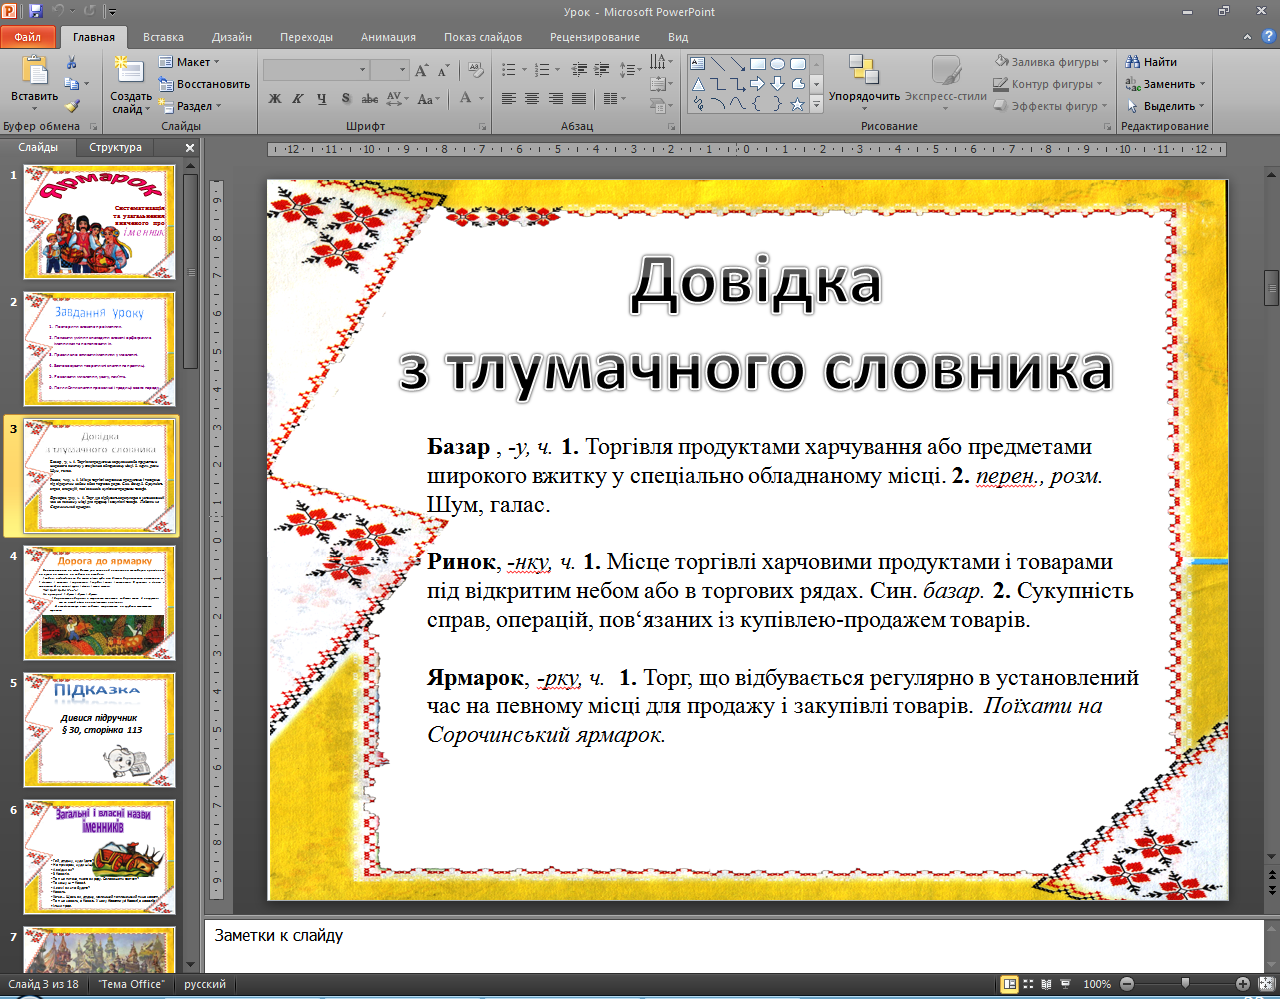 Урок - Microsoft PowerPoint
Файл
Главная
Вставка
Дизайн
Переходы
Анимация
Показ слайдов
Рецензирование
Вид
Вставить
Буфер обмена
Создать слайд
Макет
Восстановить
Раздел
Слайды
Ж К Ч S abc AV Aa A
Шрифт
Абзац
Упорядочить
Экспресс-стили
Заливка фигуры
Контур фигуры
Эффекты фигур
Рисование
Найти
Заменить
Выделить
Редактирование
Слайды
Структура
1
Ярмарок
Систематизація
та узагальнення
вивченого про
іменник
2
Завдання уроку
3
Довідка
з тлумачного словника
4
Дорога до ярмарку
5
ПІДКАЗКА
Дивися підручник
§ 30, сторінка 113
6
Загальні і власні назви
іменників
7
Довідка
з тлумачного словника
Базар , -у, ч. 1. Торгівля продуктами харчування або предметами
широкого вжитку у спеціально обладнаному місці. 2. перен., розм.
Шум, галас.
Ринок, -нку, ч. 1. Місце торгівлі харчовими продуктами і товарами
під відкритим небом або в торгових рядах. Син. базар. 2. Сукупність
справ, операцій, пов‘язаних із купівлею-продажем товарів.
Ярмарок, -рку, ч. 1. Торг, що відбувається регулярно в установлений
час на певному місці для продажу і закупівлі товарів. Поїхати на
Сорочинський ярмарок.
Заметки к слайду
Слайд 3 из 18
"Тема Office"
русский
100%